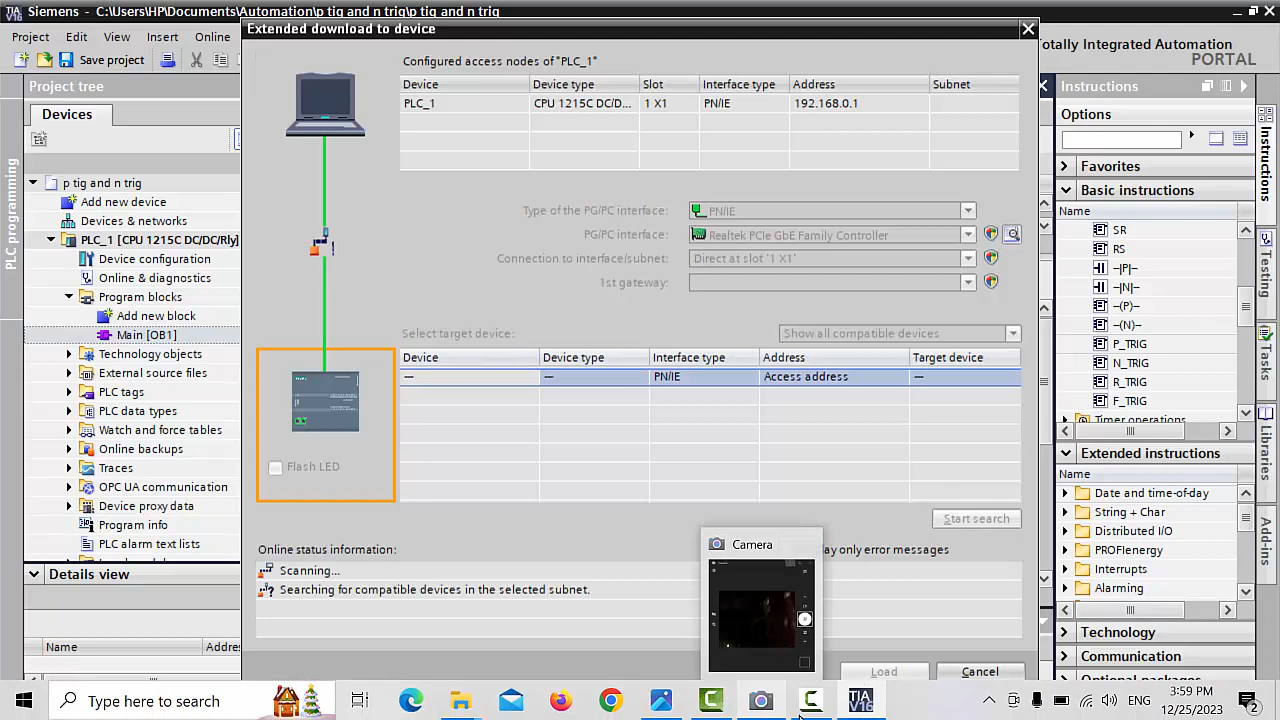 Siemens - C:\Users\HP\Documents\Automation\p tig and n trig\p tig and n trig
Project Edit View Insert Online
Save project
Totally Integrated Automation
PORTAL
Extended download to device
Configured access nodes of "PLC_1"
Device Device type Slot Interface type Address Subnet
PLC_1 CPU 1215C DC/D... 1 X1 PN/IE 192.168.0.1
Type of the PG/PC interface: PN/IE
PG/PC interface: Realtek PCIe GbE Family Controller
Connection to interface/subnet: Direct at slot '1 X1'
1st gateway:
Select target device: Show all compatible devices
Device Device type Interface type Address Target device
— — PN/IE Access address —
Flash LED
Start search
Online status information:
Scanning...
Searching for compatible devices in the selected subnet.
Camera
only error messages
Load Cancel
Project tree
Devices
PLC programming
p tig and n trig
Add new device
Devices & networks
PLC_1 [CPU 1215C DC/DC/Rly]
Device configuration
Online & diagnostics
Program blocks
Add new block
Main [OB1]
Technology objects
External source files
PLC tags
PLC data types
Watch and force tables
Online backups
Traces
OPC UA communication
Device proxy data
Program info
PLC alarm text lists
Details view
Name
Instructions
Options
Favorites
Basic instructions
Name
SR
RS
–|P|–
–|N|–
–(P)–
–(N)–
P_TRIG
N_TRIG
R_TRIG
F_TRIG
Timer operations
Extended instructions
Name
Date and time-of-day
String + Char
Distributed I/O
PROFIenergy
Interrupts
Alarming
Technology
Communication
Optional packages
Instructions
Testing
Tasks
Libraries
Add-ins
Type here to search
TIA
V16
ENG
3:59 PM
12/25/2023
2